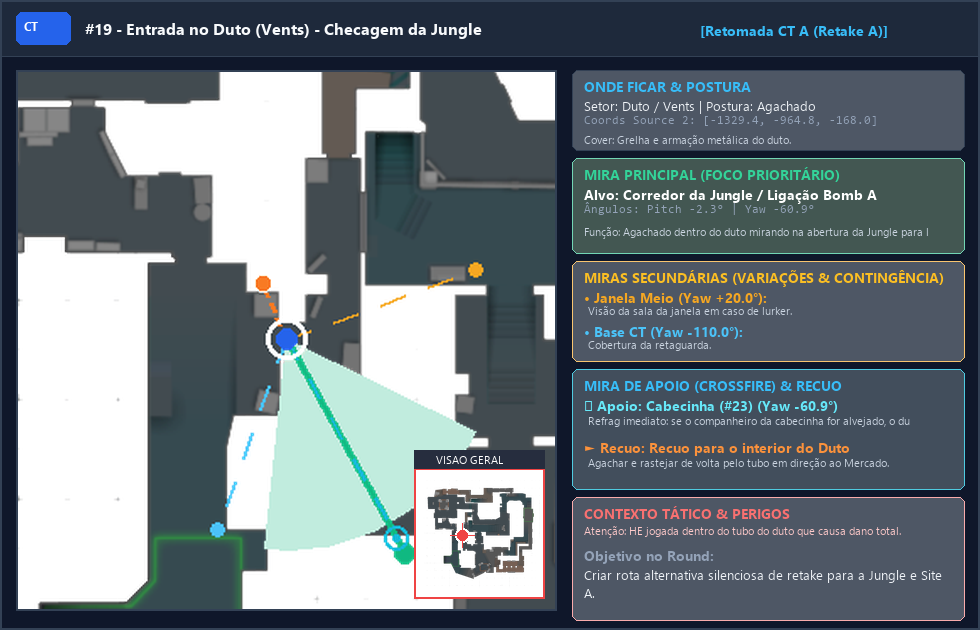 CT
#19 - Entrada no Duto (Vents) - Checagem da Jungle
[Retomada CT A (Retake A)]
VISAO GERAL
ONDE FICAR & POSTURA
Setor: Duto / Vents | Postura: Agachado
Coords Source 2: [-1329.4, -964.8, -168.0]
Cover: Grelha e armação metálica do duto.
MIRA PRINCIPAL (FOCO PRIORITÁRIO)
Alvo: Corredor da Jungle / Ligação Bomb A
Ângulos: Pitch -2.3° | Yaw -60.9°
Função: Agachado dentro do duto mirando na abertura da Jungle para l
MIRAS SECUNDÁRIAS (VARIAÇÕES & CONTINGÊNCIA)
• Janela Meio (Yaw +20.0°):
Visão da sala da janela em caso de lurker.
• Base CT (Yaw -110.0°):
Cobertura da retaguarda.
MIRA DE APOIO (CROSSFIRE) & RECUO
Apoio: Cabecinha (#23) (Yaw -60.9°)
Refrag imediato: se o companheiro da cabecinha for alvejado, o du
► Recuo: Recuo para o interior do Duto
Agachar e rastejar de volta pelo tubo em direção ao Mercado.
CONTEXTO TÁTICO & PERIGOS
Atenção: HE jogada dentro do tubo do duto que causa dano total.
Objetivo no Round:
Criar rota alternativa silenciosa de retake para a Jungle e Site
A.